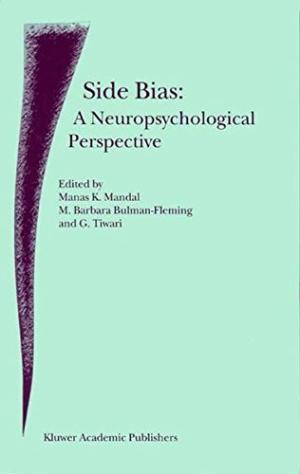 Side Bias:
A Neuropsychological
Perspective
Edited by
Manas K. Mandal
M. Barbara Bulman-Fleming
and G. Tiwari
Kluwer Academic Publishers